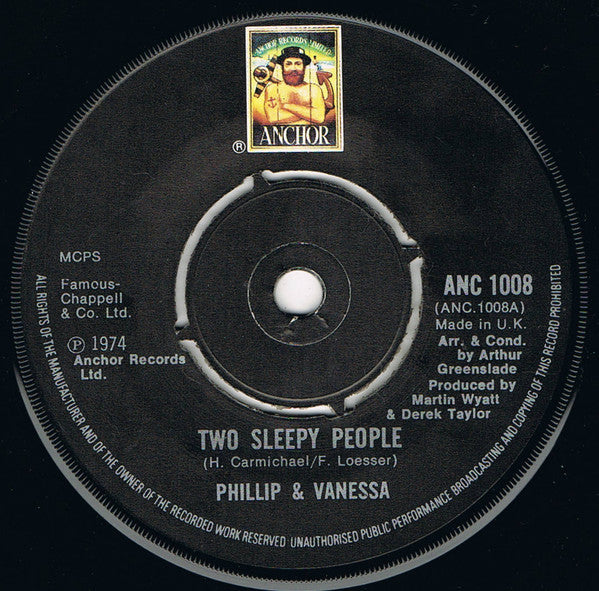 ANCHOR RECORDS LIMITED
ANCHOR
®
MCPS
Famous-
Chappell
& Co. Ltd.
℗ 1974
Anchor Records
Ltd.
ANC 1008
(ANC.1008A)
Made in U.K.
Arr. & Cond.
by Arthur
Greenslade
Produced by
Martin Wyatt
& Derek Taylor
TWO SLEEPY PEOPLE
(H. Carmichael/F. Loesser)
PHILLIP & VANESSA
ALL RIGHTS OF THE MANUFACTURER AND OF THE OWNER OF THE RECORDED WORK RESERVED UNAUTHORISED PUBLIC PERFORMANCE BROADCASTING AND COPYING OF THIS RECORD PROHIBITED